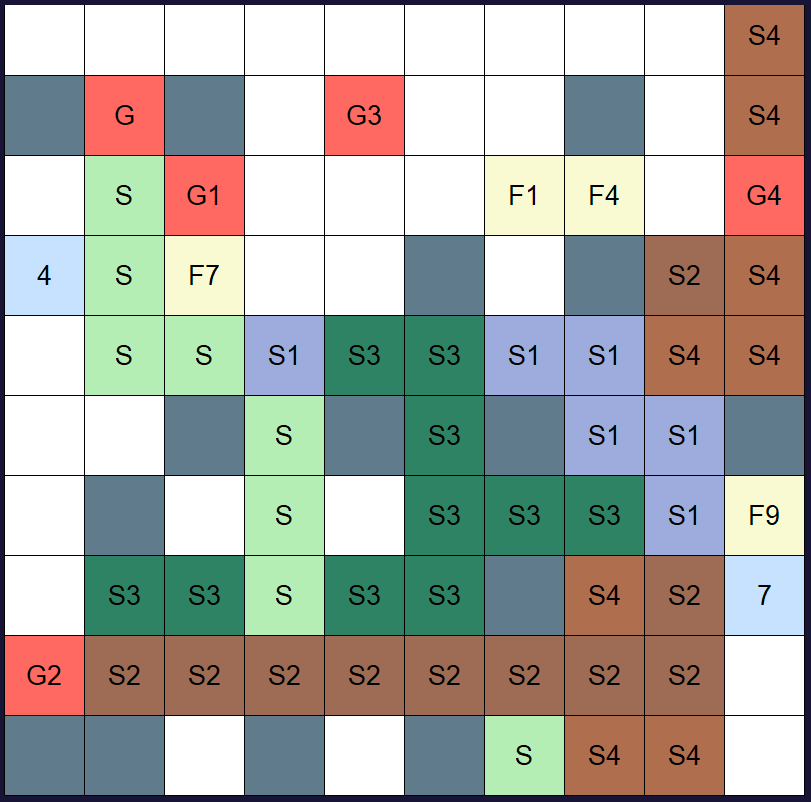 S4
G G3 S4
S G1 F1 F4 G4
4 S F7 S2 S4
S S S1 S3 S3 S1 S1 S4 S4
S S3 S1 S1
S S3 S3 S3 S1 F9
S3 S3 S S3 S3 S4 S2 7
G2 S2 S2 S2 S2 S2 S2 S2 S2
S S4 S4